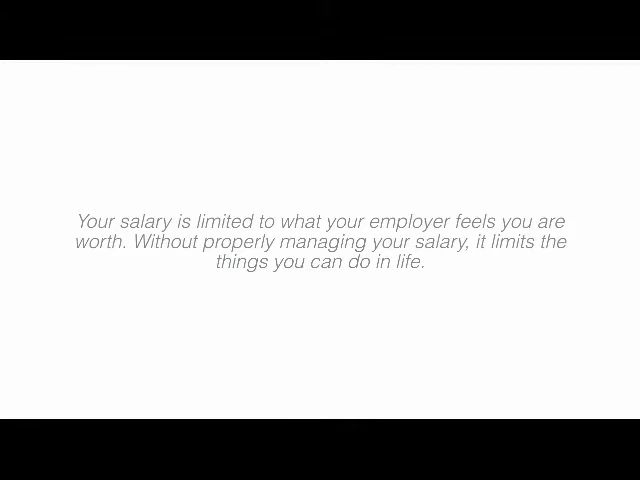 Your salary is limited to what your employer feels you are
worth. Without properly managing your salary, it limits the
things you can do in life.